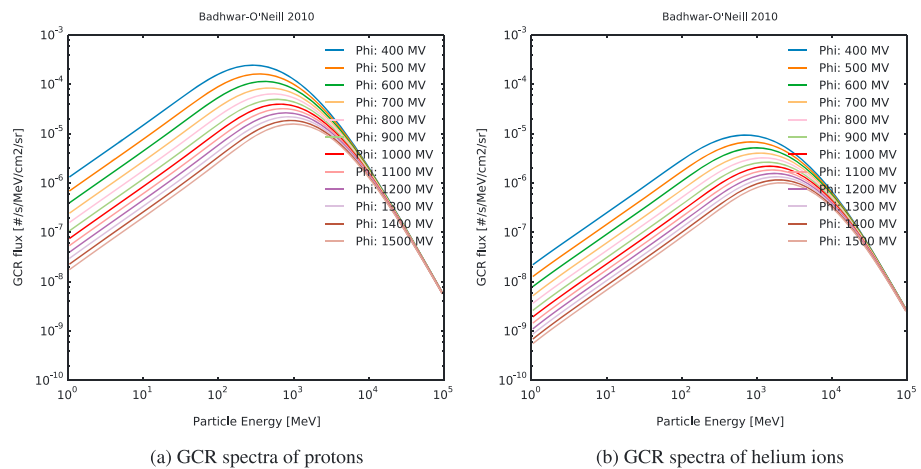 Badhwar-O'Neill 2010
GCR flux [#/s/MeV/cm2/sr]
10^-3
10^-4
10^-5
10^-6
10^-7
10^-8
10^-9
10^-10
Phi: 400 MV
Phi: 500 MV
Phi: 600 MV
Phi: 700 MV
Phi: 800 MV
Phi: 900 MV
Phi: 1000 MV
Phi: 1100 MV
Phi: 1200 MV
Phi: 1300 MV
Phi: 1400 MV
Phi: 1500 MV
10^0 10^1 10^2 10^3 10^4 10^5
Particle Energy [MeV]
(a) GCR spectra of protons
Badhwar-O'Neill 2010
GCR flux [#/s/MeV/cm2/sr]
10^-3
10^-4
10^-5
10^-6
10^-7
10^-8
10^-9
10^-10
Phi: 400 MV
Phi: 500 MV
Phi: 600 MV
Phi: 700 MV
Phi: 800 MV
Phi: 900 MV
Phi: 1000 MV
Phi: 1100 MV
Phi: 1200 MV
Phi: 1300 MV
Phi: 1400 MV
Phi: 1500 MV
10^0 10^1 10^2 10^3 10^4 10^5
Particle Energy [MeV]
(b) GCR spectra of helium ions